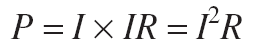 P = I × IR = I²R